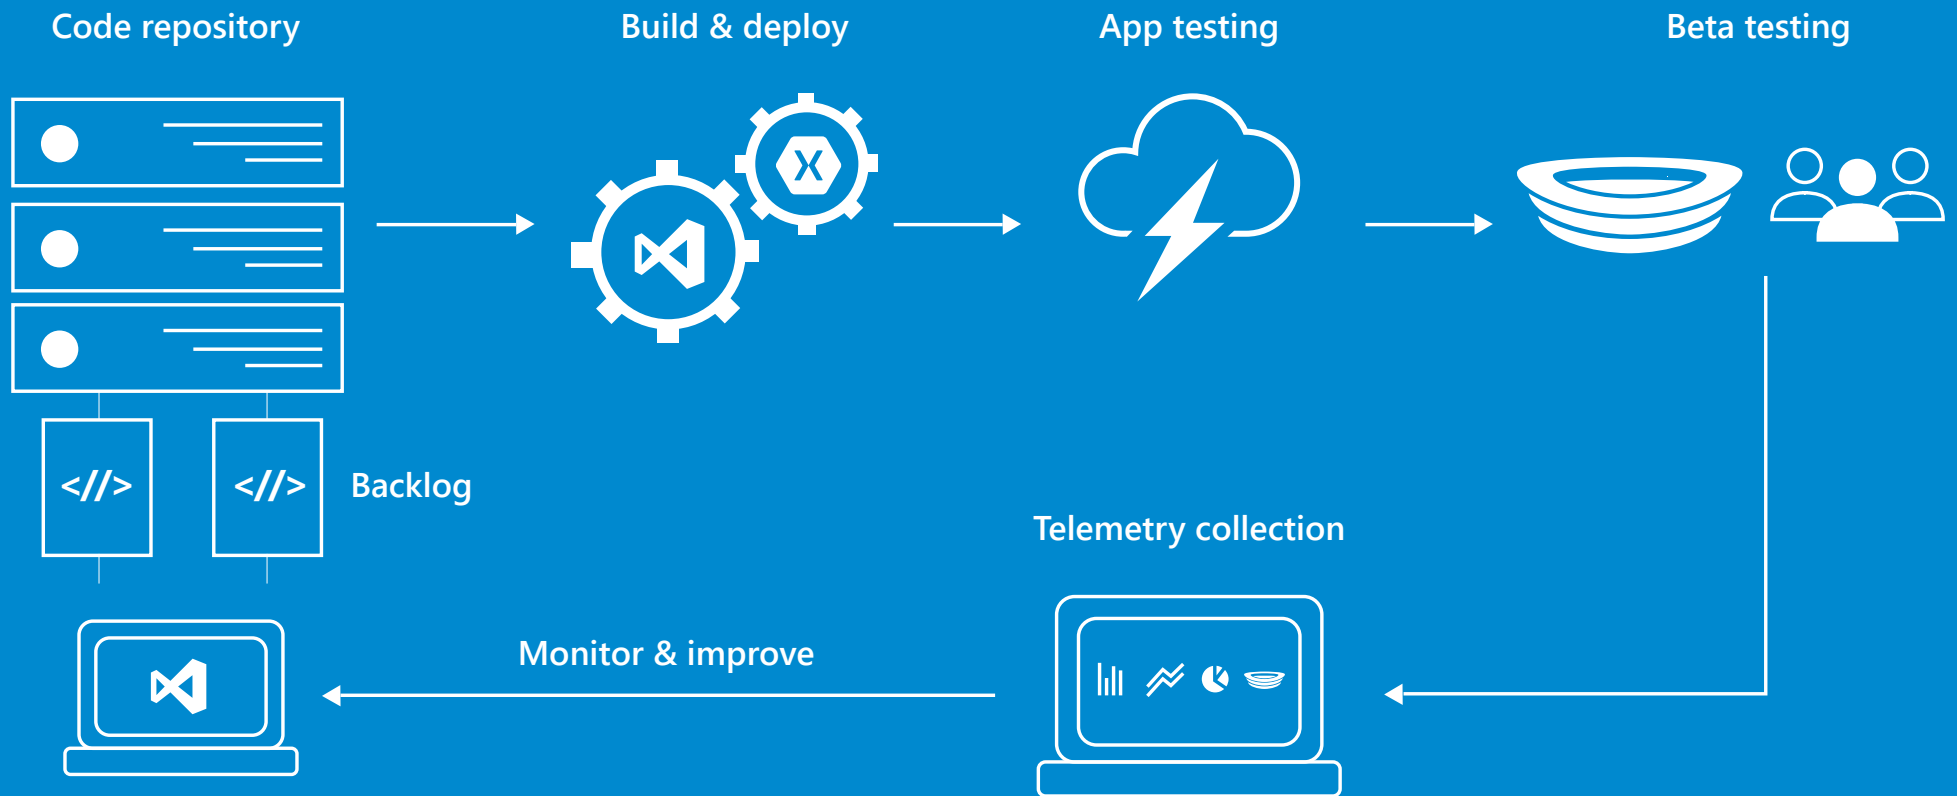 Code repository
Build & deploy
App testing
Beta testing
<//>
<//>
Backlog
Telemetry collection
Monitor & improve